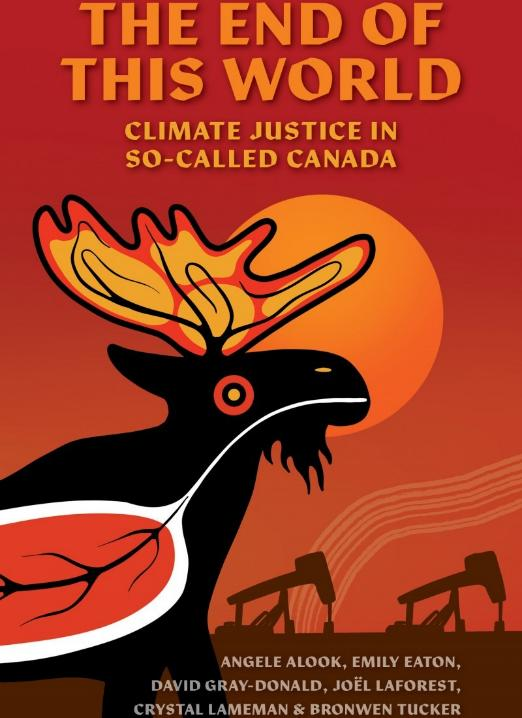 THE END OF
THIS WORLD
CLIMATE JUSTICE IN
SO-CALLED CANADA
ANGELE ALOOK, EMILY EATON,
DAVID GRAY-DONALD, JOËL LAFOREST,
CRYSTAL LAMEMAN & BRONWEN TUCKER